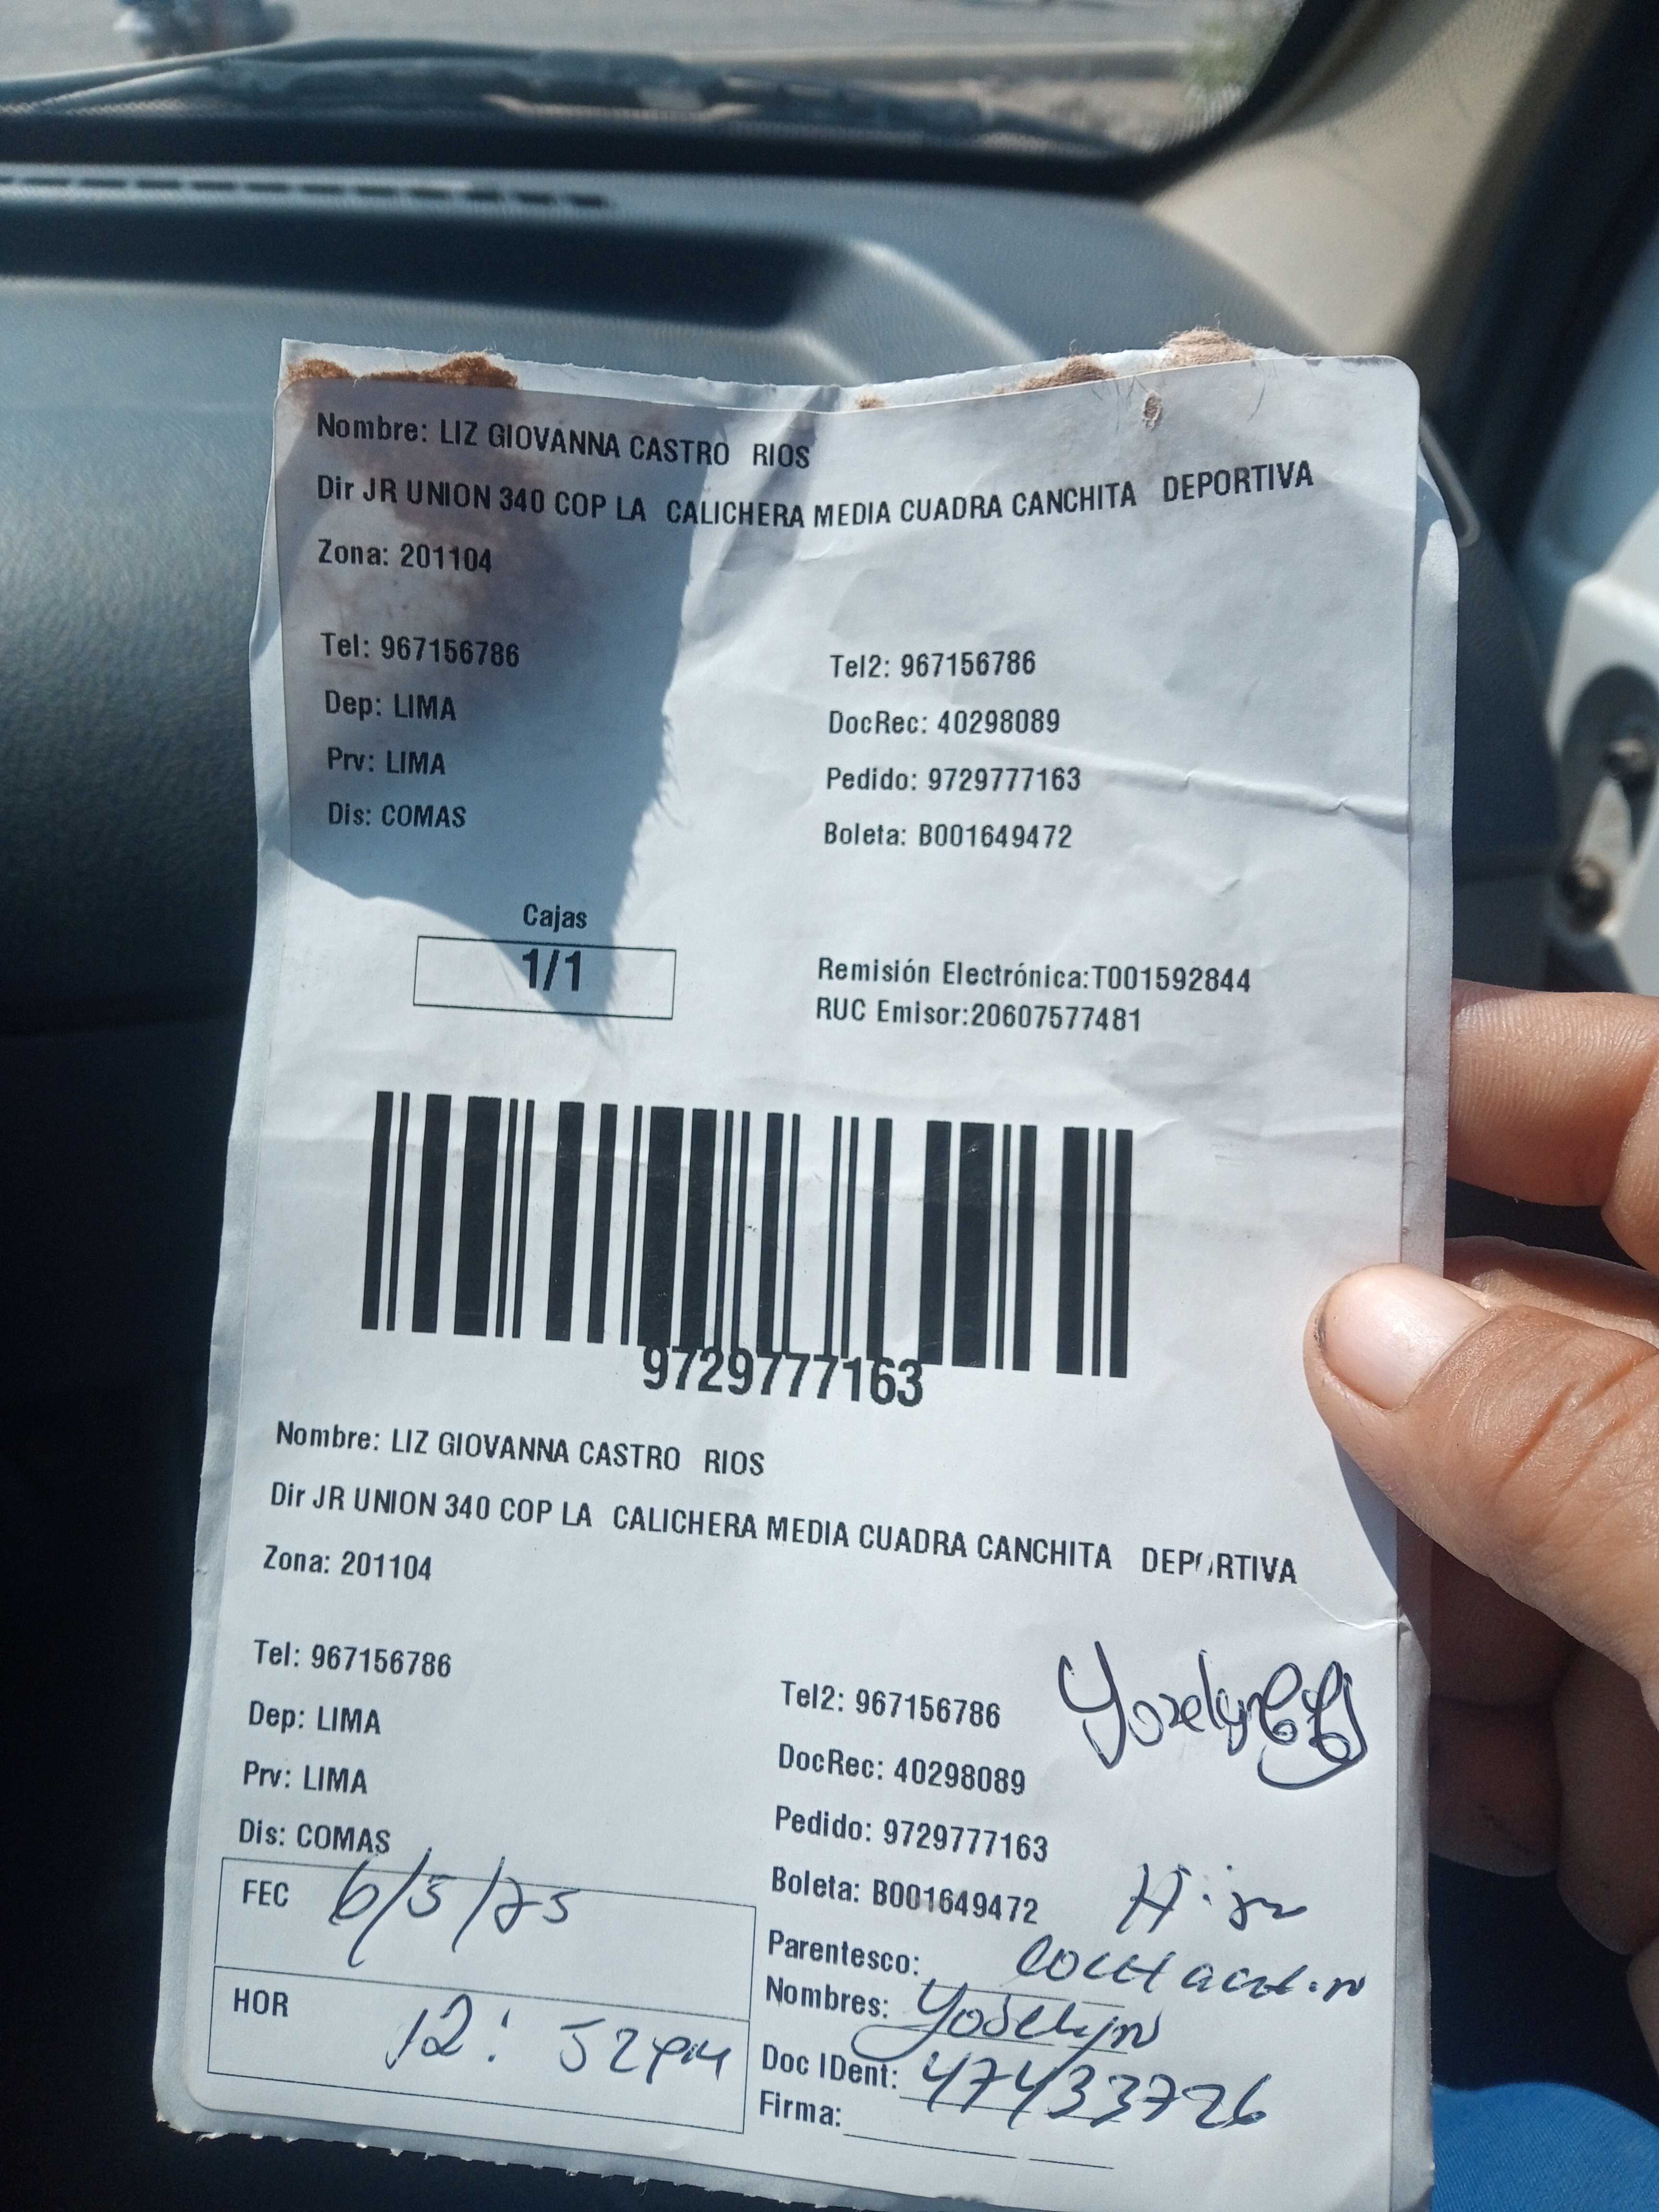 Nombre: LIZ GIOVANNA CASTRO RIOS
Dir JR UNION 340 COP LA CALICHERA MEDIA CUADRA CANCHITA DEPORTIVA
Zona: 201104
Tel: 967156786
Tel2: 967156786
Dep: LIMA
DocRec: 40298089
Prv: LIMA
Pedido: 9729777163
Dis: COMAS
Boleta: B001649472
Cajas
1/1
Remisión Electrónica:T001592844
RUC Emisor:20607577481
9729777163
Nombre: LIZ GIOVANNA CASTRO RIOS
Dir JR UNION 340 COP LA CALICHERA MEDIA CUADRA CANCHITA DEPORTIVA
Zona: 201104
Tel: 967156786
Tel2: 967156786
Dep: LIMA
DocRec: 40298089
Prv: LIMA
Pedido: 9729777163
Dis: COMAS
Boleta: B001649472
FEC 6/5/25
Parentesco:
Nombres: Yoselyn
HOR 12:52pm
Doc IDent: 47433726
Firma: